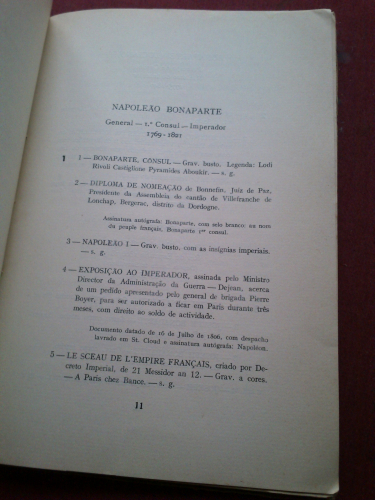 NAPOLEÃO BONAPARTE
General — 1.º Consul — Imperador
1769-1821
1 1 — BONAPARTE, CÔNSUL — Grav. busto. Legenda: Lodi
Rivoli Castiglione Pyramides Aboukir. — s. g.
2 — DIPLOMA DE NOMEAÇÃO de Bonnefin, Juiz de Paz,
Presidente da Assembleia do cantão de Villefranche de
Lonchap, Bergerac, distrito da Dordogne.
Assinatura autógrafa: Bonaparte, com selo branco: au nom
du peuple français, Bonaparte 1er consul.
3 — NAPOLEÃO I — Grav. busto, com as insígnias imperiais.
— s. g.
4 — EXPOSIÇÃO AO IMPERADOR, assinada pelo Ministro
Director da Administração da Guerra — Dejean, acerca
de um pedido apresentado pelo general de brigada Pierre
Boyer, para ser autorizado a ficar em Paris durante três
meses, com direito ao soldo de actividade.
Documento datado de 16 de Julho de 1806, com despacho
lavrado em St. Cloud e assinatura autógrafa: Napoleon.
5 — LE SCEAU DE L'EMPIRE FRANÇAIS, criado por De-
creto Imperial, de 21 Messidor an 12. — Grav. a cores.
— A Paris chez Bance. — s. g.
11